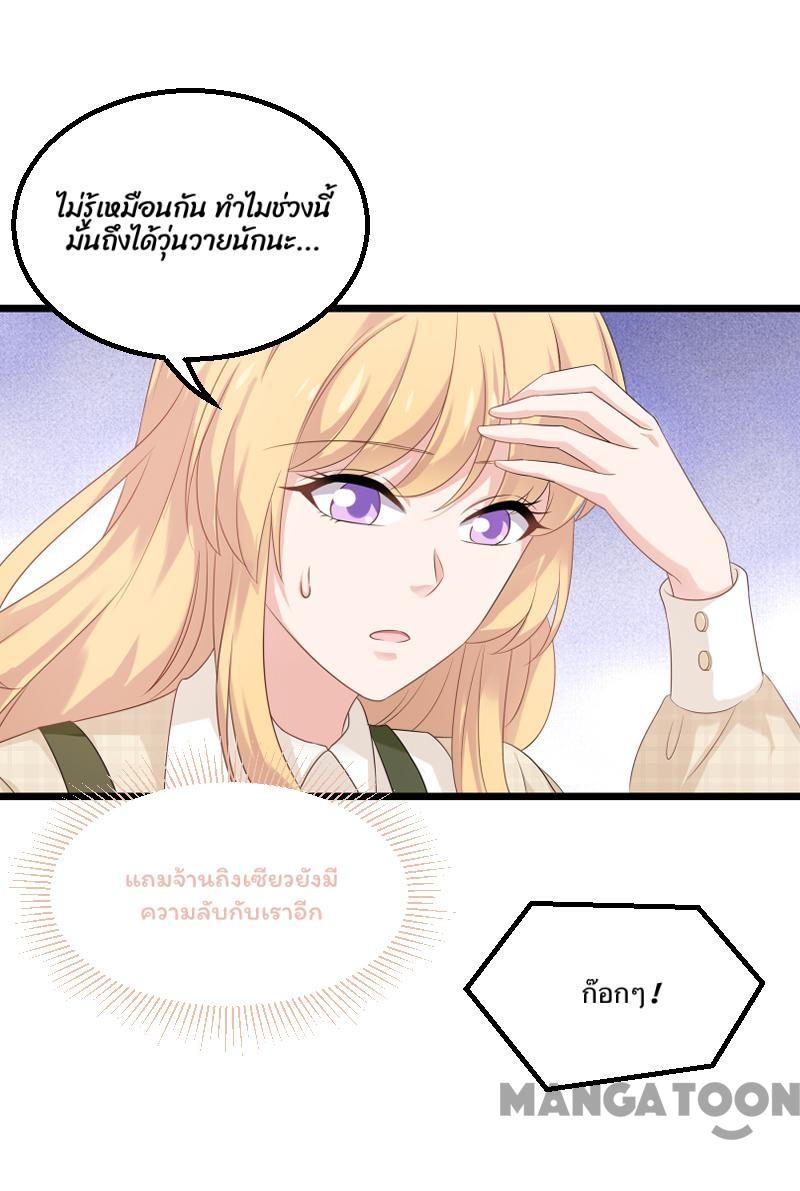 ไม่รู้เหมือนกัน ทำไมช่วงนี้
มันถึงได้วุ่นวายนักนะ...
แถมจ้านถิงเซียวยังมี
ความลับกับเราอีก
ก๊อกๆ!
MANGATOON